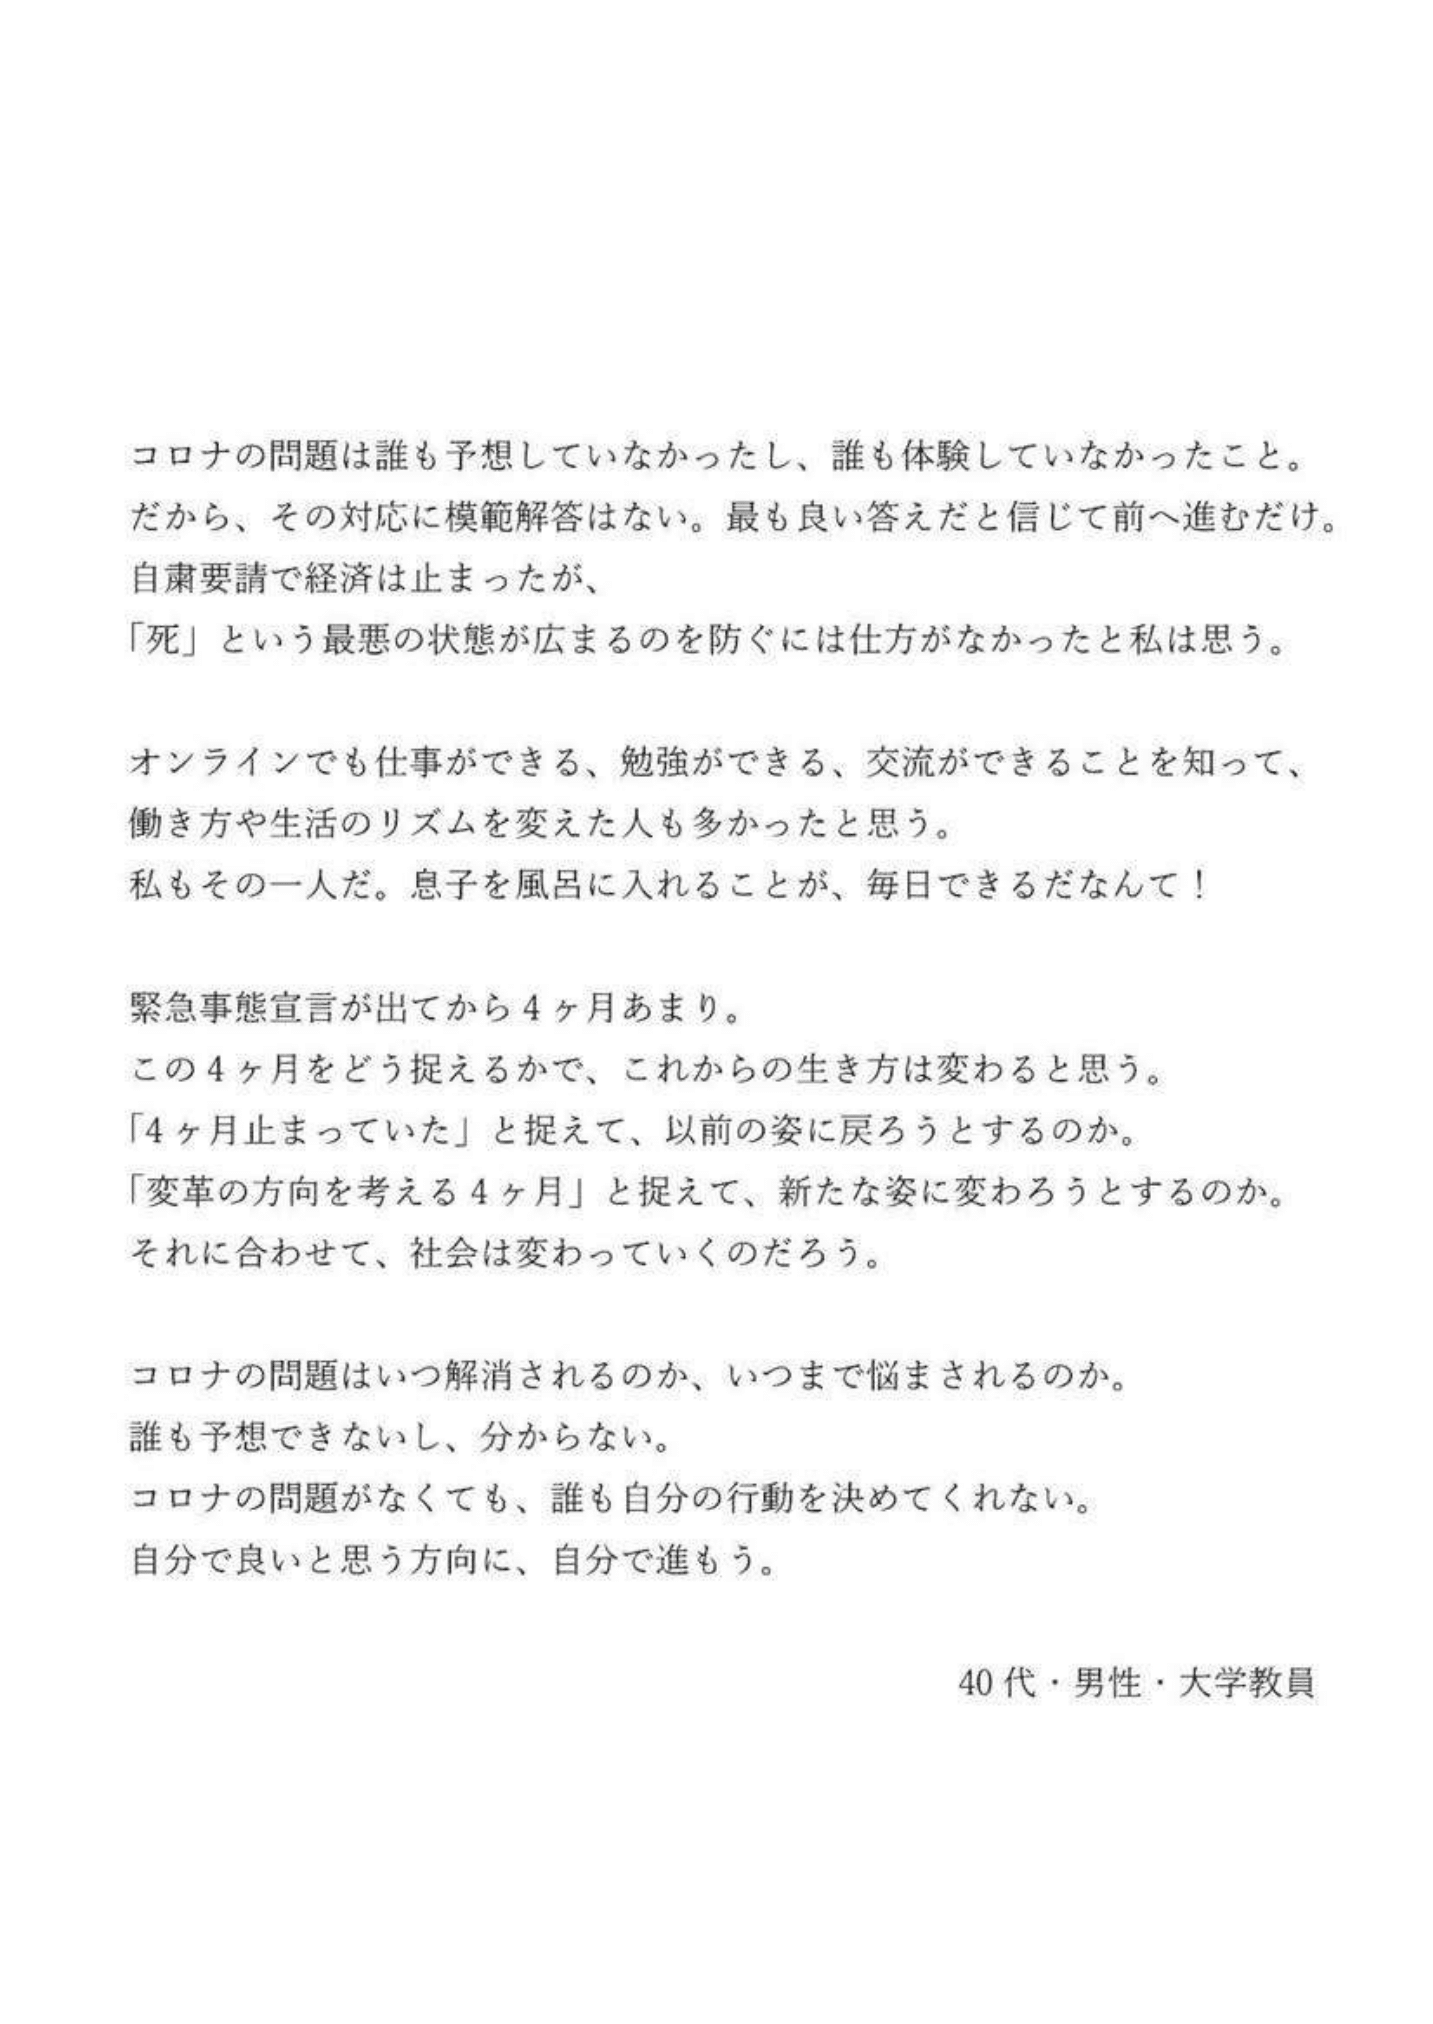 コロナの問題は誰も予想していなかったし、誰も体験していなかったこと。
だから、その対応に模範解答はない。最も良い答えだと信じて前へ進むだけ。
自粛要請で経済は止まったが、
「死」という最悪の状態が広まるのを防ぐには仕方がなかったと私は思う。
オンラインでも仕事ができる、勉強ができる、交流ができることを知って、
働き方や生活のリズムを変えた人も多かったと思う。
私もその一人だ。息子を風呂に入れることが、毎日できるだなんて！
緊急事態宣言が出てから4ヶ月あまり。
この4ヶ月をどう捉えるかで、これからの生き方は変わると思う。
「4ヶ月止まっていた」と捉えて、以前の姿に戻ろうとするのか。
「変革の方向を考える4ヶ月」と捉えて、新たな姿に変わろうとするのか。
それに合わせて、社会は変わっていくのだろう。
コロナの問題はいつ解消されるのか、いつまで悩まされるのか。
誰も予想できないし、分からない。
コロナの問題がなくても、誰も自分の行動を決めてくれない。
自分で良いと思う方向に、自分で進もう。
40代・男性・大学教員